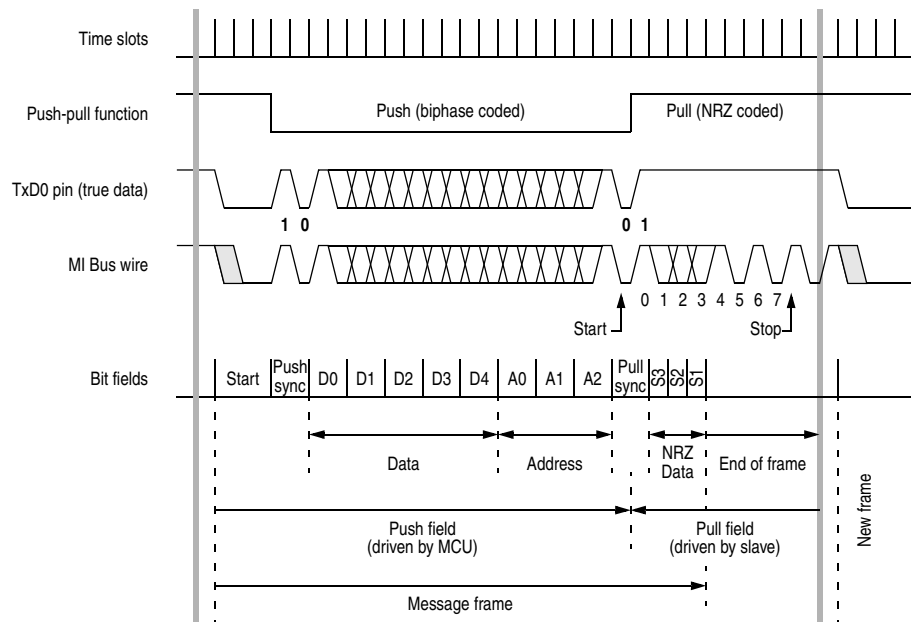 Time slots
Push-pull function
Push (biphase coded)
Pull (NRZ coded)
TxD0 pin (true data)
1 0
0 1
MI Bus wire
0 1 2 3 4 5 6 7
Start
Stop
Bit fields
Start
Push
sync
D0
D1
D2
D3
D4
A0
A1
A2
Pull
sync
S3
S2
S1
Data
Address
NRZ
Data
End of frame
Push field
(driven by MCU)
Pull field
(driven by slave)
New frame
Message frame